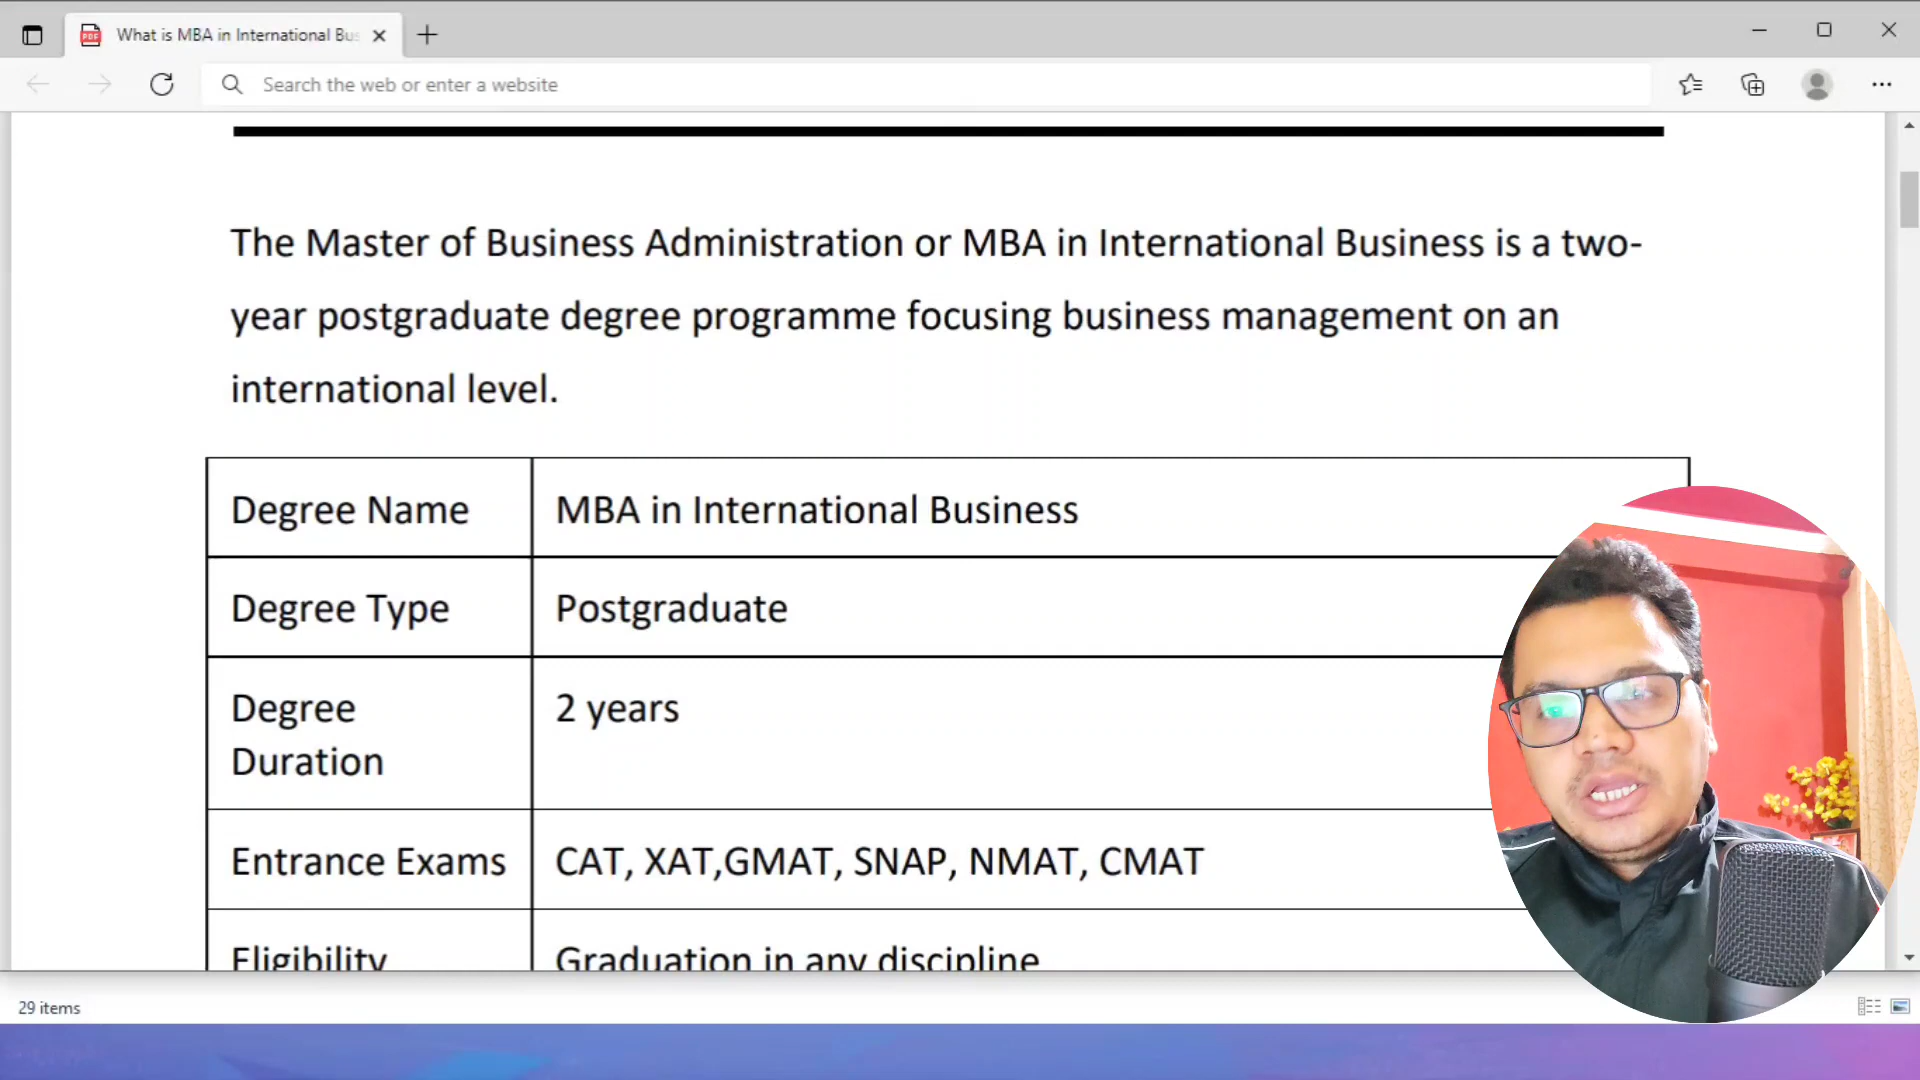 What is MBA in International Bus
Search the web or enter a website
The Master of Business Administration or MBA in International Business is a two-
year postgraduate degree programme focusing business management on an
international level.
Degree Name
MBA in International Business
Degree Type
Postgraduate
Degree
Duration
2 years
Entrance Exams
CAT, XAT,GMAT, SNAP, NMAT, CMAT
Eligibility
Graduation in any discipline
29 items